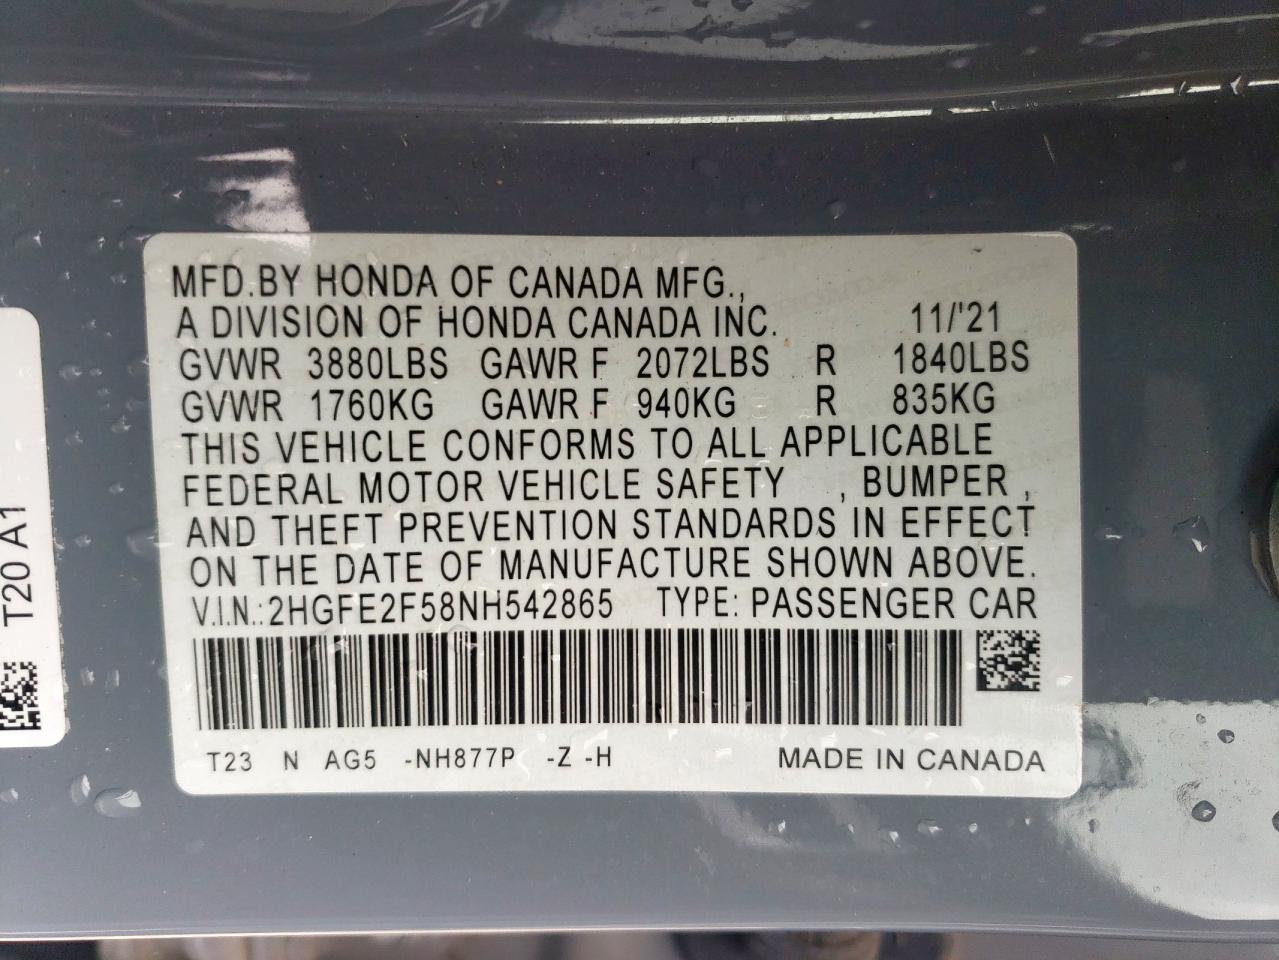 MFD.BY HONDA OF CANADA MFG.,
A DIVISION OF HONDA CANADA INC. 11/'21
GVWR 3880LBS GAWR F 2072LBS R 1840LBS
GVWR 1760KG GAWR F 940KG R 835KG
THIS VEHICLE CONFORMS TO ALL APPLICABLE
FEDERAL MOTOR VEHICLE SAFETY , BUMPER ,
AND THEFT PREVENTION STANDARDS IN EFFECT
ON THE DATE OF MANUFACTURE SHOWN ABOVE.
V.I.N.:2HGFE2F58NH542865 TYPE: PASSENGER CAR
T23 N AG5 -NH877P -Z -H MADE IN CANADA
T20 A1